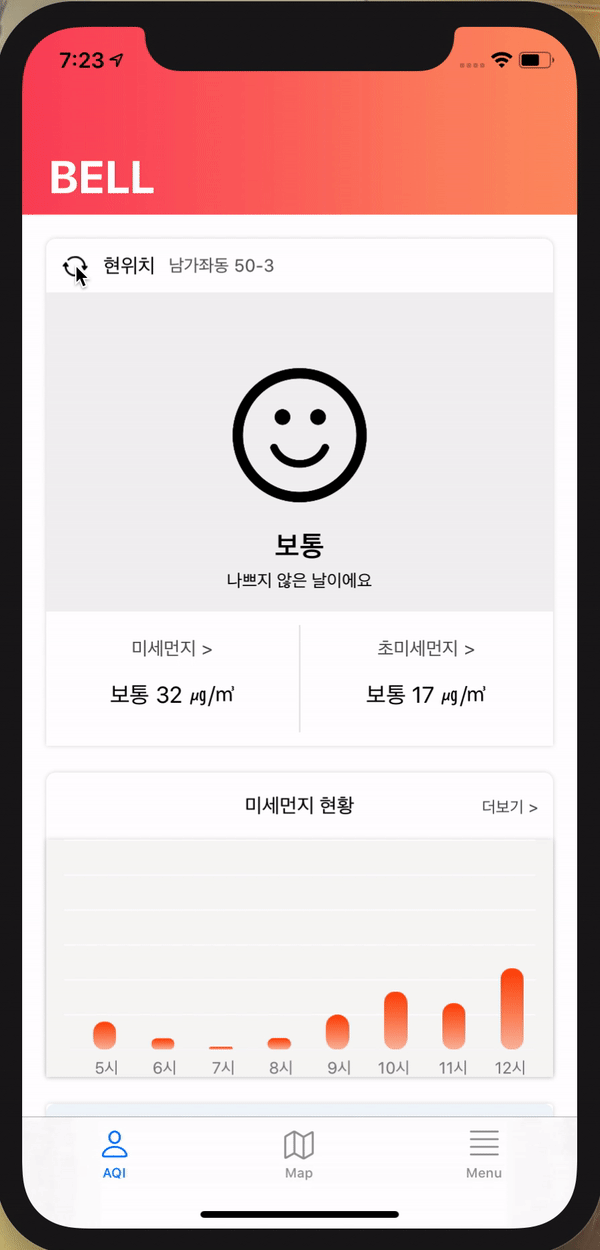 7:23
BELL
현위치 남가좌동 50-3
보통
나쁘지 않은 날이에요
미세먼지 > 초미세먼지 >
보통 32 ㎍/㎥ 보통 17 ㎍/㎥
미세먼지 현황 더보기 >
5시 6시 7시 8시 9시 10시 11시 12시
AQI Map Menu